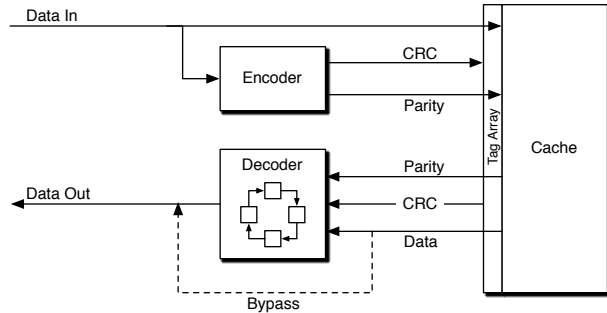 Data In
Encoder
CRC
Parity
Tag Array
Cache
Decoder
Parity
CRC
Data
Data Out
Bypass